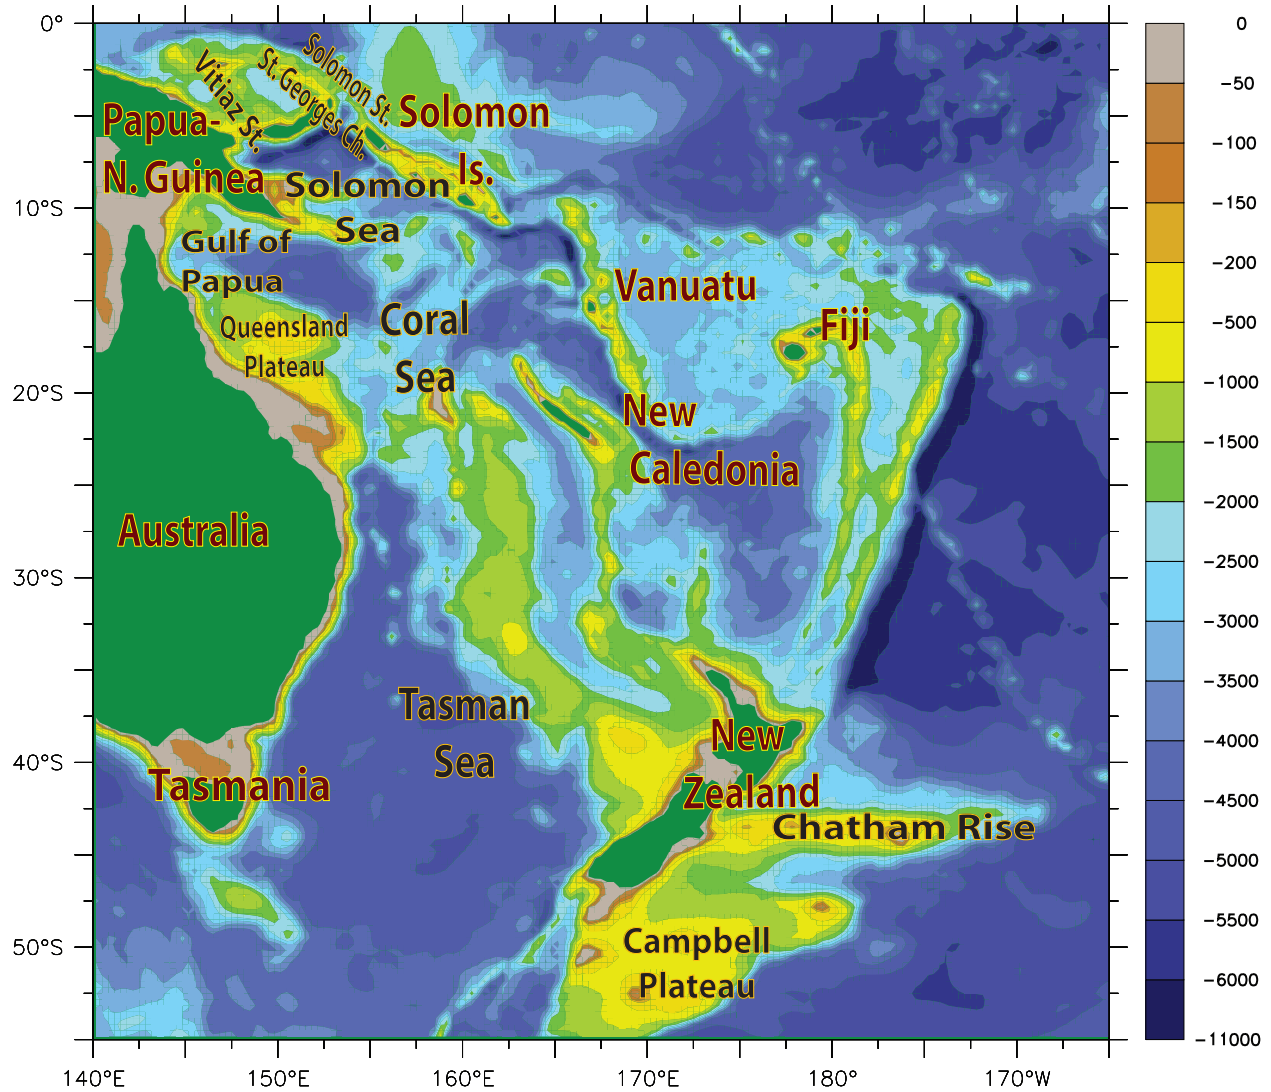 0°
10°S
20°S
30°S
40°S
50°S
140°E
150°E
160°E
170°E
180°
170°W
Vitiaz St.
St. Georges Ch.
Solomon St.
Papua-
N. Guinea
Solomon
Is.
Solomon
Sea
Gulf of
Papua
Queensland
Plateau
Coral
Sea
Vanuatu
Fiji
New
Caledonia
Australia
Tasman
Sea
Tasmania
New
Zealand
Chatham Rise
Campbell
Plateau
0
-50
-100
-150
-200
-500
-1000
-1500
-2000
-2500
-3000
-3500
-4000
-4500
-5000
-5500
-6000
-11000